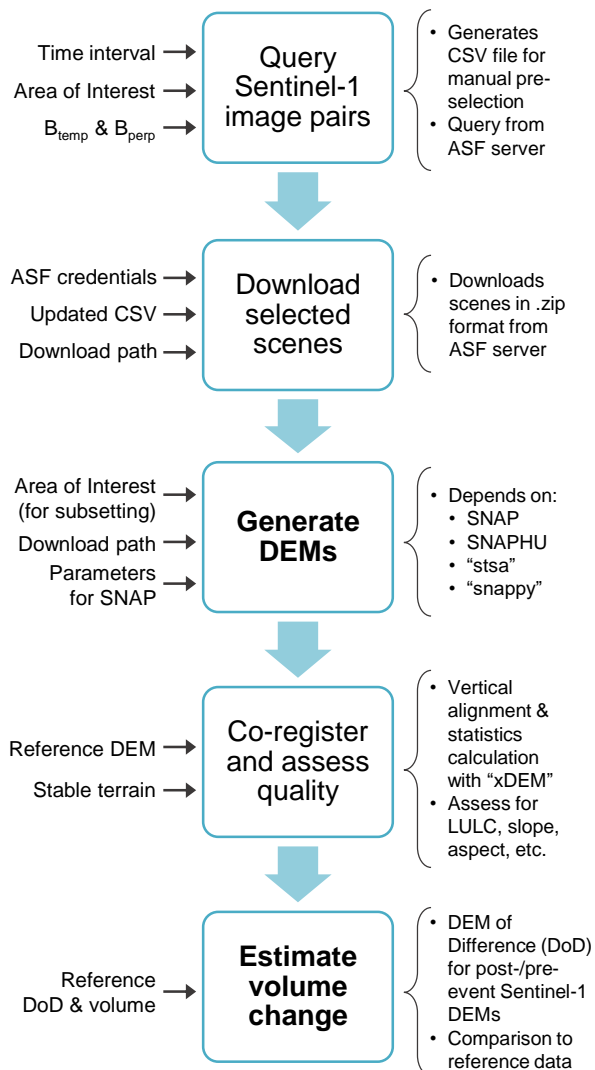 Time interval
Area of Interest
B_temp & B_perp
Query
Sentinel-1
image pairs
• Generates
CSV file for
manual pre-
selection
• Query from
ASF server
ASF credentials
Updated CSV
Download path
Download
selected
scenes
• Downloads
scenes in .zip
format from
ASF server
Area of Interest
(for subsetting)
Download path
Parameters
for SNAP
Generate
DEMs
• Depends on:
• SNAP
• SNAPHU
• “stsa”
• “snappy”
Reference DEM
Stable terrain
Co-register
and assess
quality
• Vertical
alignment &
statistics
calculation
with “xDEM”
• Assess for
LULC, slope,
aspect, etc.
Reference
DoD & volume
Estimate
volume
change
• DEM of
Difference (DoD)
for post-/pre-
event Sentinel-1
DEMs
• Comparison to
reference data